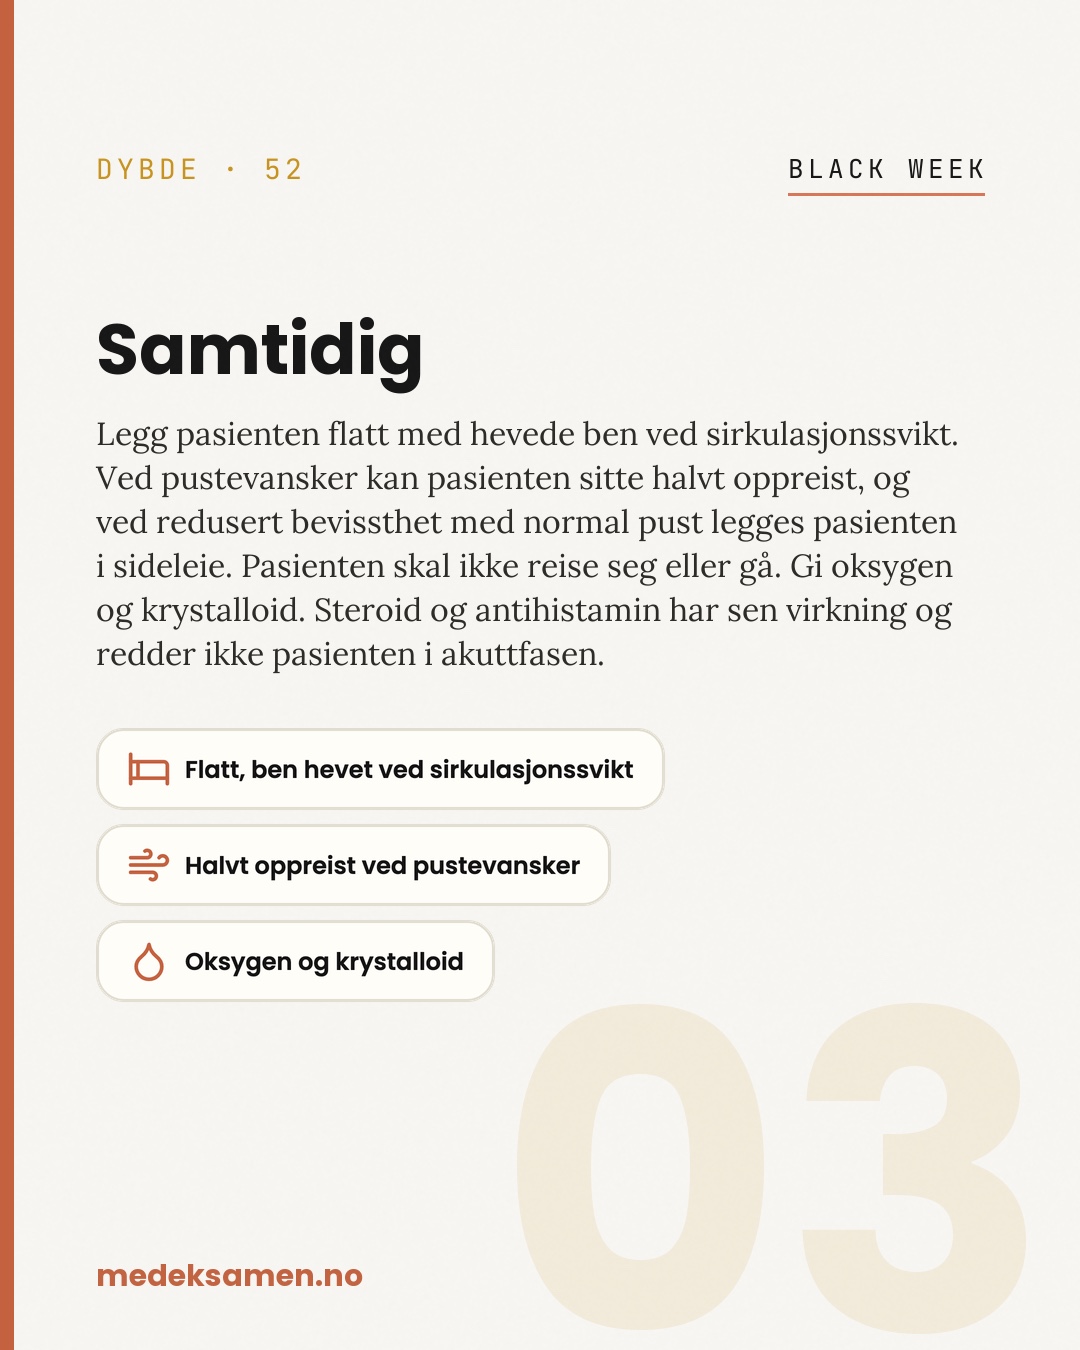 DYBDE · 52
BLACK WEEK
Samtidig
Legg pasienten flatt med hevede ben ved sirkulasjonssvikt.
Ved pustevansker kan pasienten sitte halvt oppreist, og
ved redusert bevissthet med normal pust legges pasienten
i sideleie. Pasienten skal ikke reise seg eller gå. Gi oksygen
og krystalloid. Steroid og antihistamin har sen virkning og
redder ikke pasienten i akuttfasen.
Flatt, ben hevet ved sirkulasjonssvikt
Halvt oppreist ved pustevansker
Oksygen og krystalloid
03
medeksamen.no